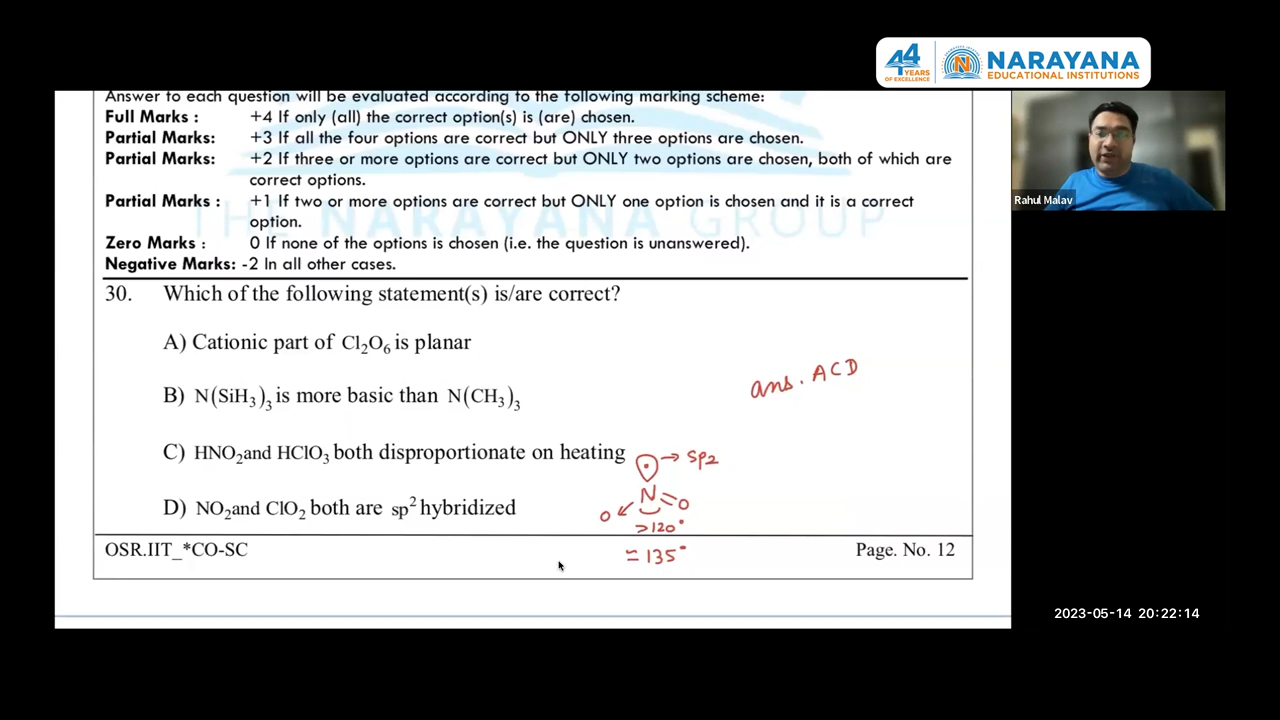 44
YEARS
OF EXCELLENCE
N
NARAYANA
EDUCATIONAL INSTITUTIONS
Answer to each question will be evaluated according to the following marking scheme:
Full Marks : +4 If only (all) the correct option(s) is (are) chosen.
Partial Marks: +3 If all the four options are correct but ONLY three options are chosen.
Partial Marks: +2 If three or more options are correct but ONLY two options are chosen, both of which are
correct options.
Partial Marks : +1 If two or more options are correct but ONLY one option is chosen and it is a correct
option.
THE NARAYANA GROUP
Zero Marks : 0 If none of the options is chosen (i.e. the question is unanswered).
Negative Marks: -2 In all other cases.
30. Which of the following statement(s) is/are correct?
A) Cationic part of Cl₂O₆ is planar
B) N(SiH₃)₃ is more basic than N(CH₃)₃
ans. ACD
C) HNO₂and HClO₃ both disproportionate on heating
→ sp2
N
O O
>120°
≈135°
D) NO₂and ClO₂ both are sp² hybridized
OSR.IIT_*CO-SC Page. No. 12
Rahul Malav
2023-05-14 20:22:14